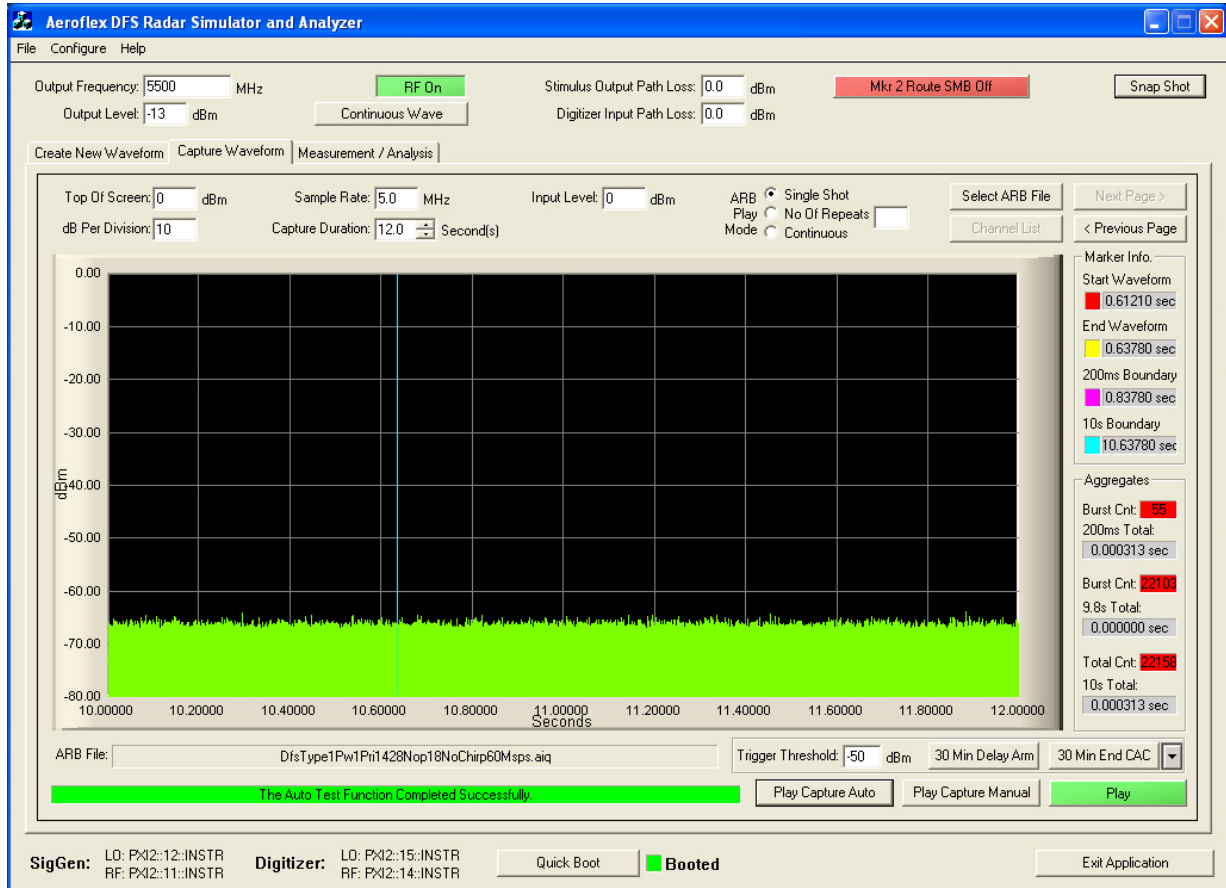 Aeroflex DFS Radar Simulator and Analyzer
File Configure Help
Output Frequency: 5500 MHz RF On Stimulus Output Path Loss: 0.0 dBm Mkr 2 Route SMB Off Snap Shot
Output Level: -13 dBm Continuous Wave Digitizer Input Path Loss: 0.0 dBm
Create New Waveform Capture Waveform Measurement / Analysis
Top Of Screen: 0 dBm Sample Rate: 5.0 MHz Input Level: 0 dBm ARB Play Mode Single Shot Select ARB File Next Page >
No Of Repeats
dB Per Division: 10 Capture Duration: 12.0 Second(s) Continuous Channel List < Previous Page
0.00
-10.00
-20.00
-30.00
-40.00
-50.00
-60.00
-70.00
-80.00
dBm
10.00000 10.20000 10.40000 10.60000 10.80000 11.00000 11.20000 11.40000 11.60000 11.80000 12.00000
Seconds
Marker Info.
Start Waveform
0.61210 sec
End Waveform
0.63780 sec
200ms Boundary
0.83780 sec
10s Boundary
10.63780 sec
Aggregates
Burst Cnt: 55
200ms Total:
0.000313 sec
Burst Cnt: 22103
9.8s Total:
0.000000 sec
Total Cnt: 22158
10s Total:
0.000313 sec
ARB File: DfsType1Pw1Pri1428Nop18NoChirp60Msps.aiq Trigger Threshold: -50 dBm 30 Min Delay Arm 30 Min End CAC
The Auto Test Function Completed Successfully. Play Capture Auto Play Capture Manual Play
SigGen: LO: PXI2::12::INSTR Digitizer: LO: PXI2::15::INSTR Quick Boot Booted Exit Application
RF: PXI2::11::INSTR RF: PXI2::14::INSTR